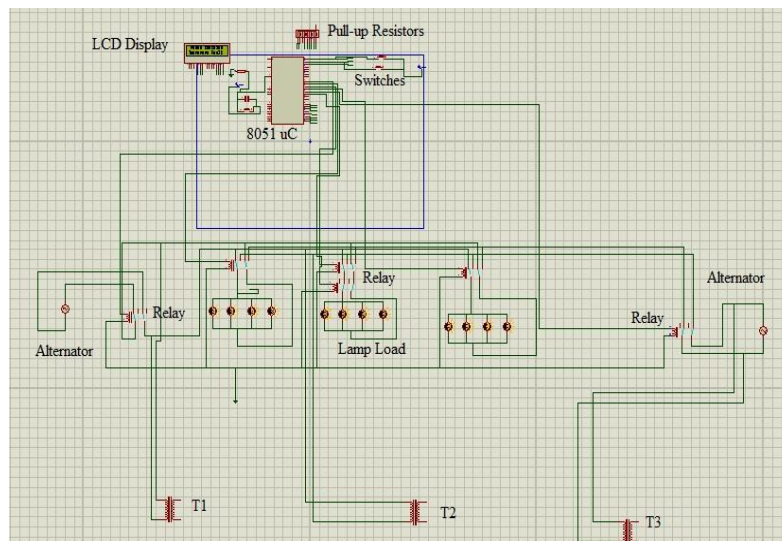 Pull-up Resistors
LCD Display
Switches
8051 uC
Relay
Alternator
Relay
Relay
Alternator
Lamp Load
T1
T2
T3